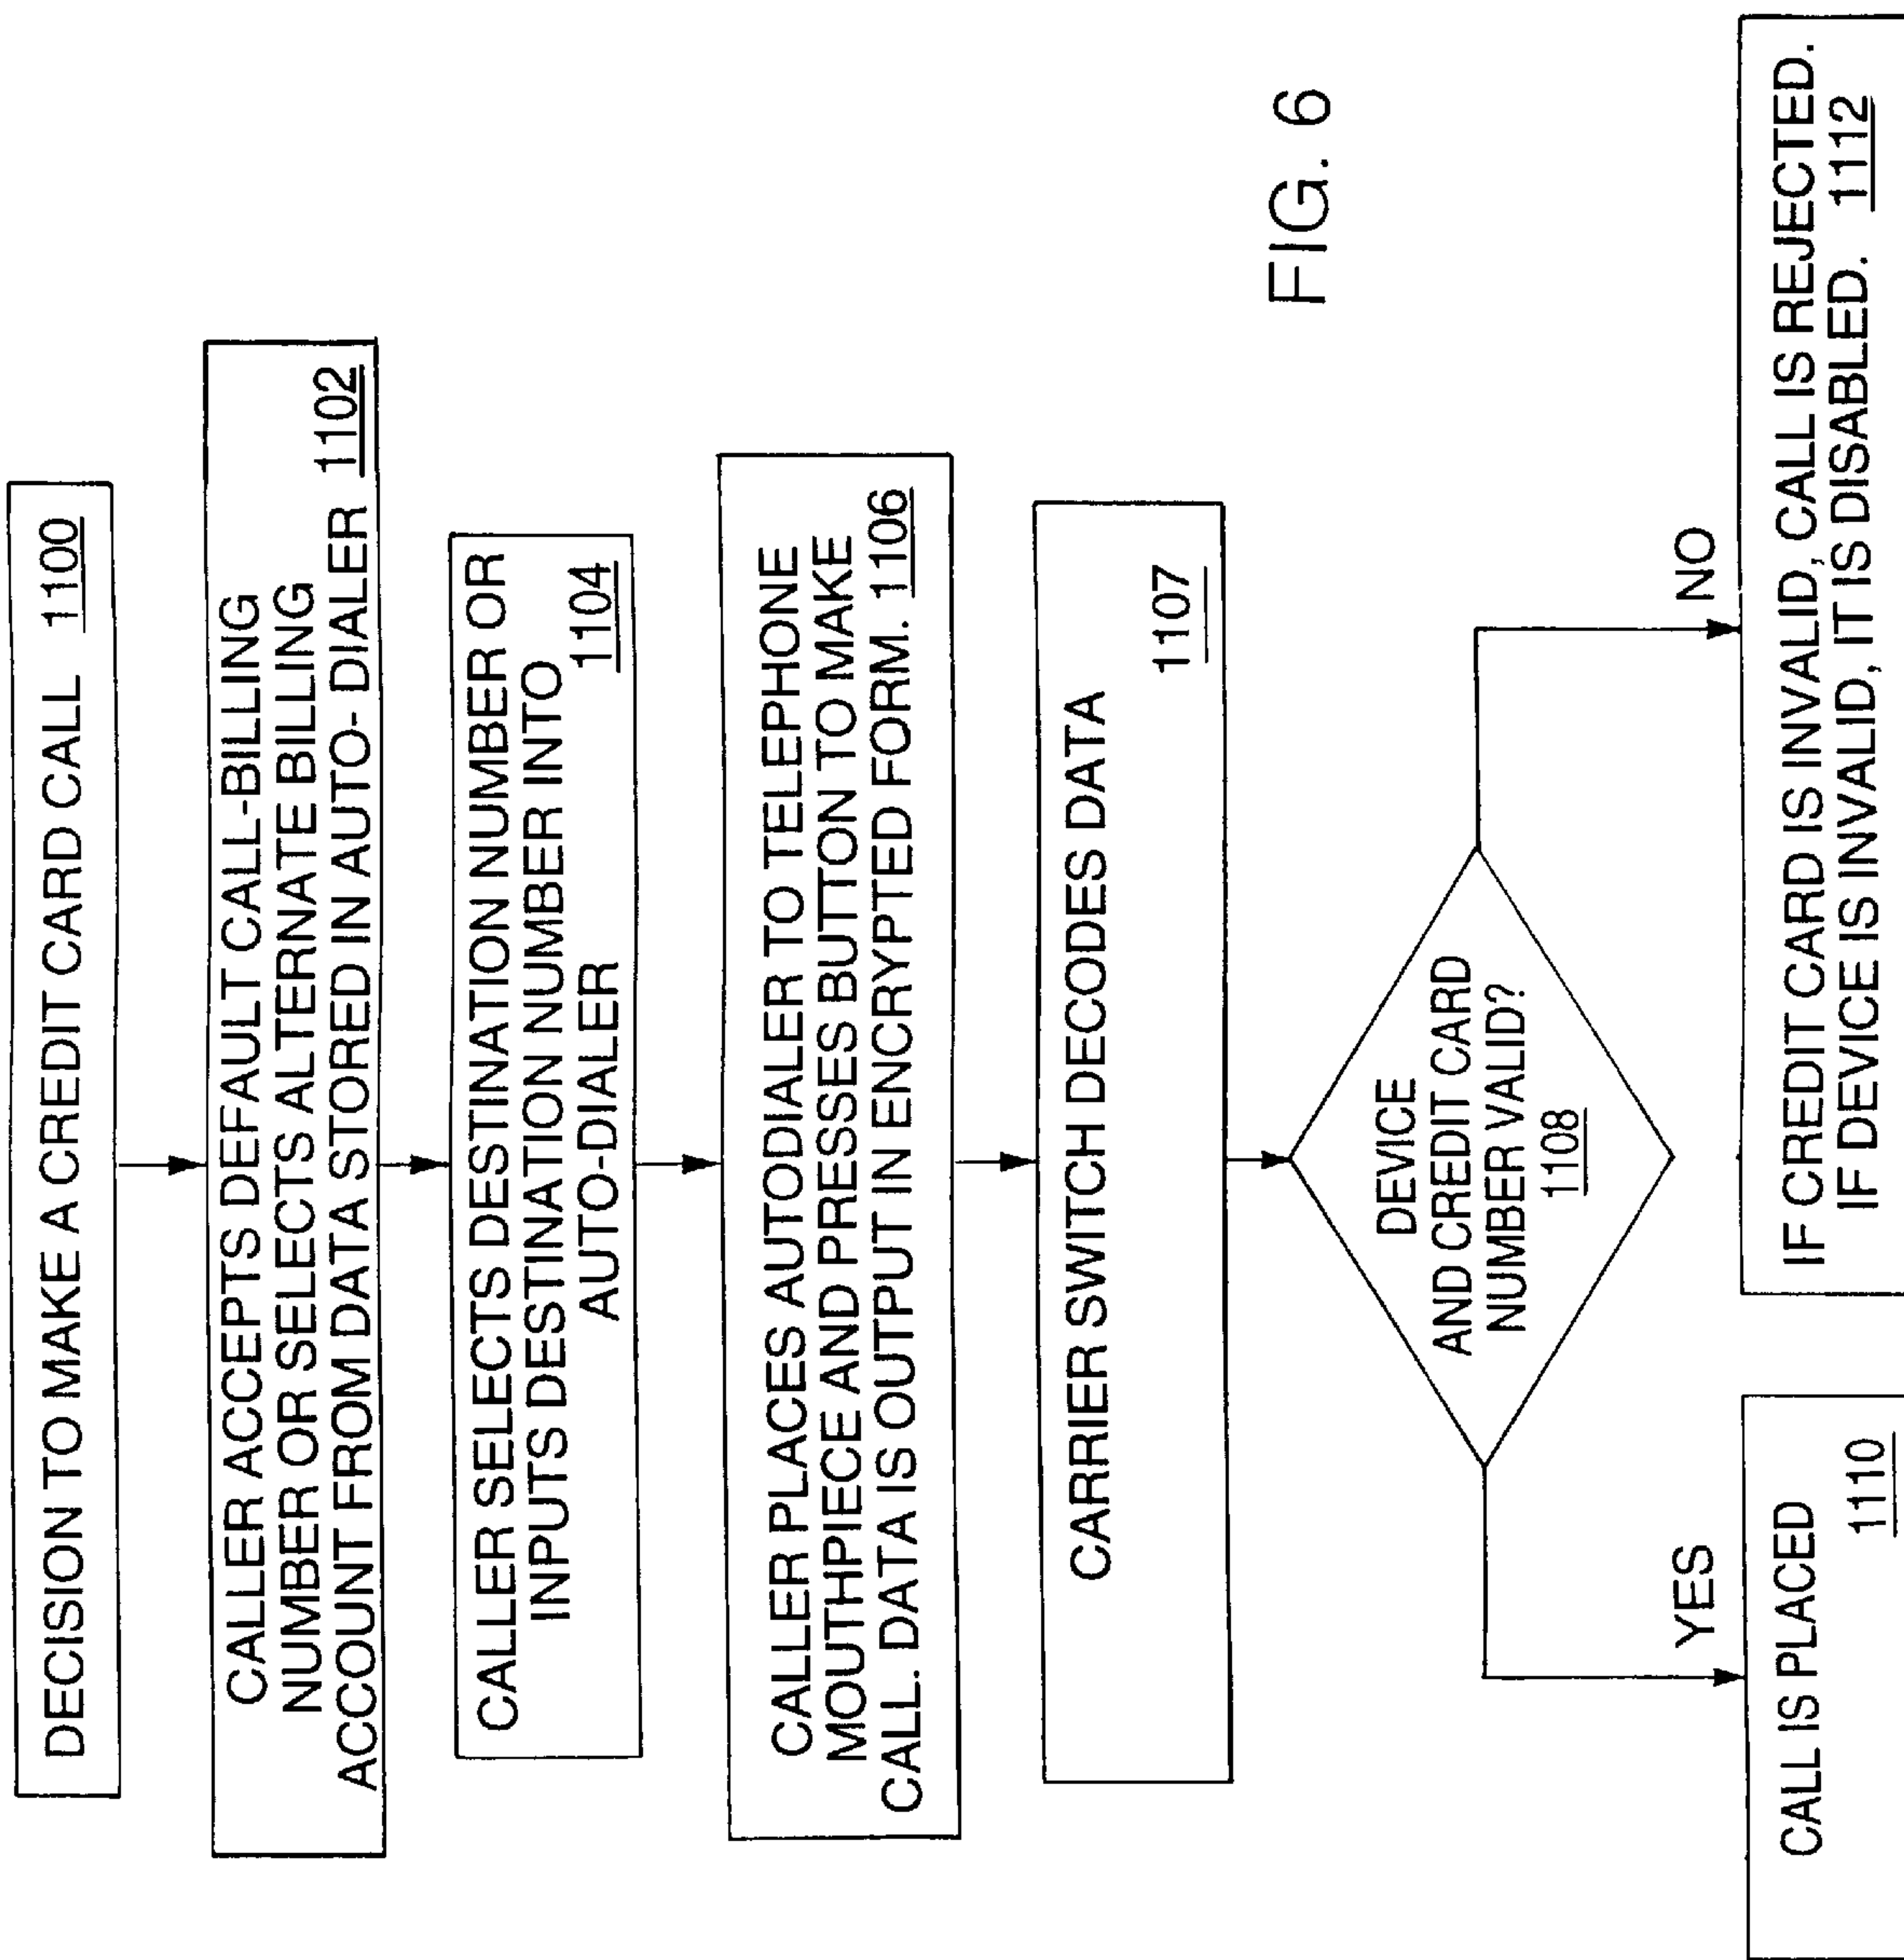 DECISION TO MAKE A CREDIT CARD CALL 1100
CALLER ACCEPTS DEFAULT CALL-BILLING
NUMBER OR SELECTS ALTERNATE BILLING
ACCOUNT FROM DATA STORED IN AUTO- DIALER 1102
CALLER SELECTS DESTINATION NUMBER OR
INPUTS DESTINATION NUMBER INTO
AUTO-DIALER 1104
CALLER PLACES AUTODIALER TO TELEPHONE
MOUTHPIECE AND PRESSES BUTTON TO MAKE
CALL. DATA IS OUTPUT IN ENCRYPTED FORM. 1106
CARRIER SWITCH DECODES DATA
1107
DEVICE
AND CREDIT CARD
NUMBER VALID?
1108
YES
NO
CALL IS PLACED
1110
IF CREDIT CARD IS INVALID, CALL IS REJECTED.
IF DEVICE IS INVALID, IT IS DISABLED. 1112
FIG. 6